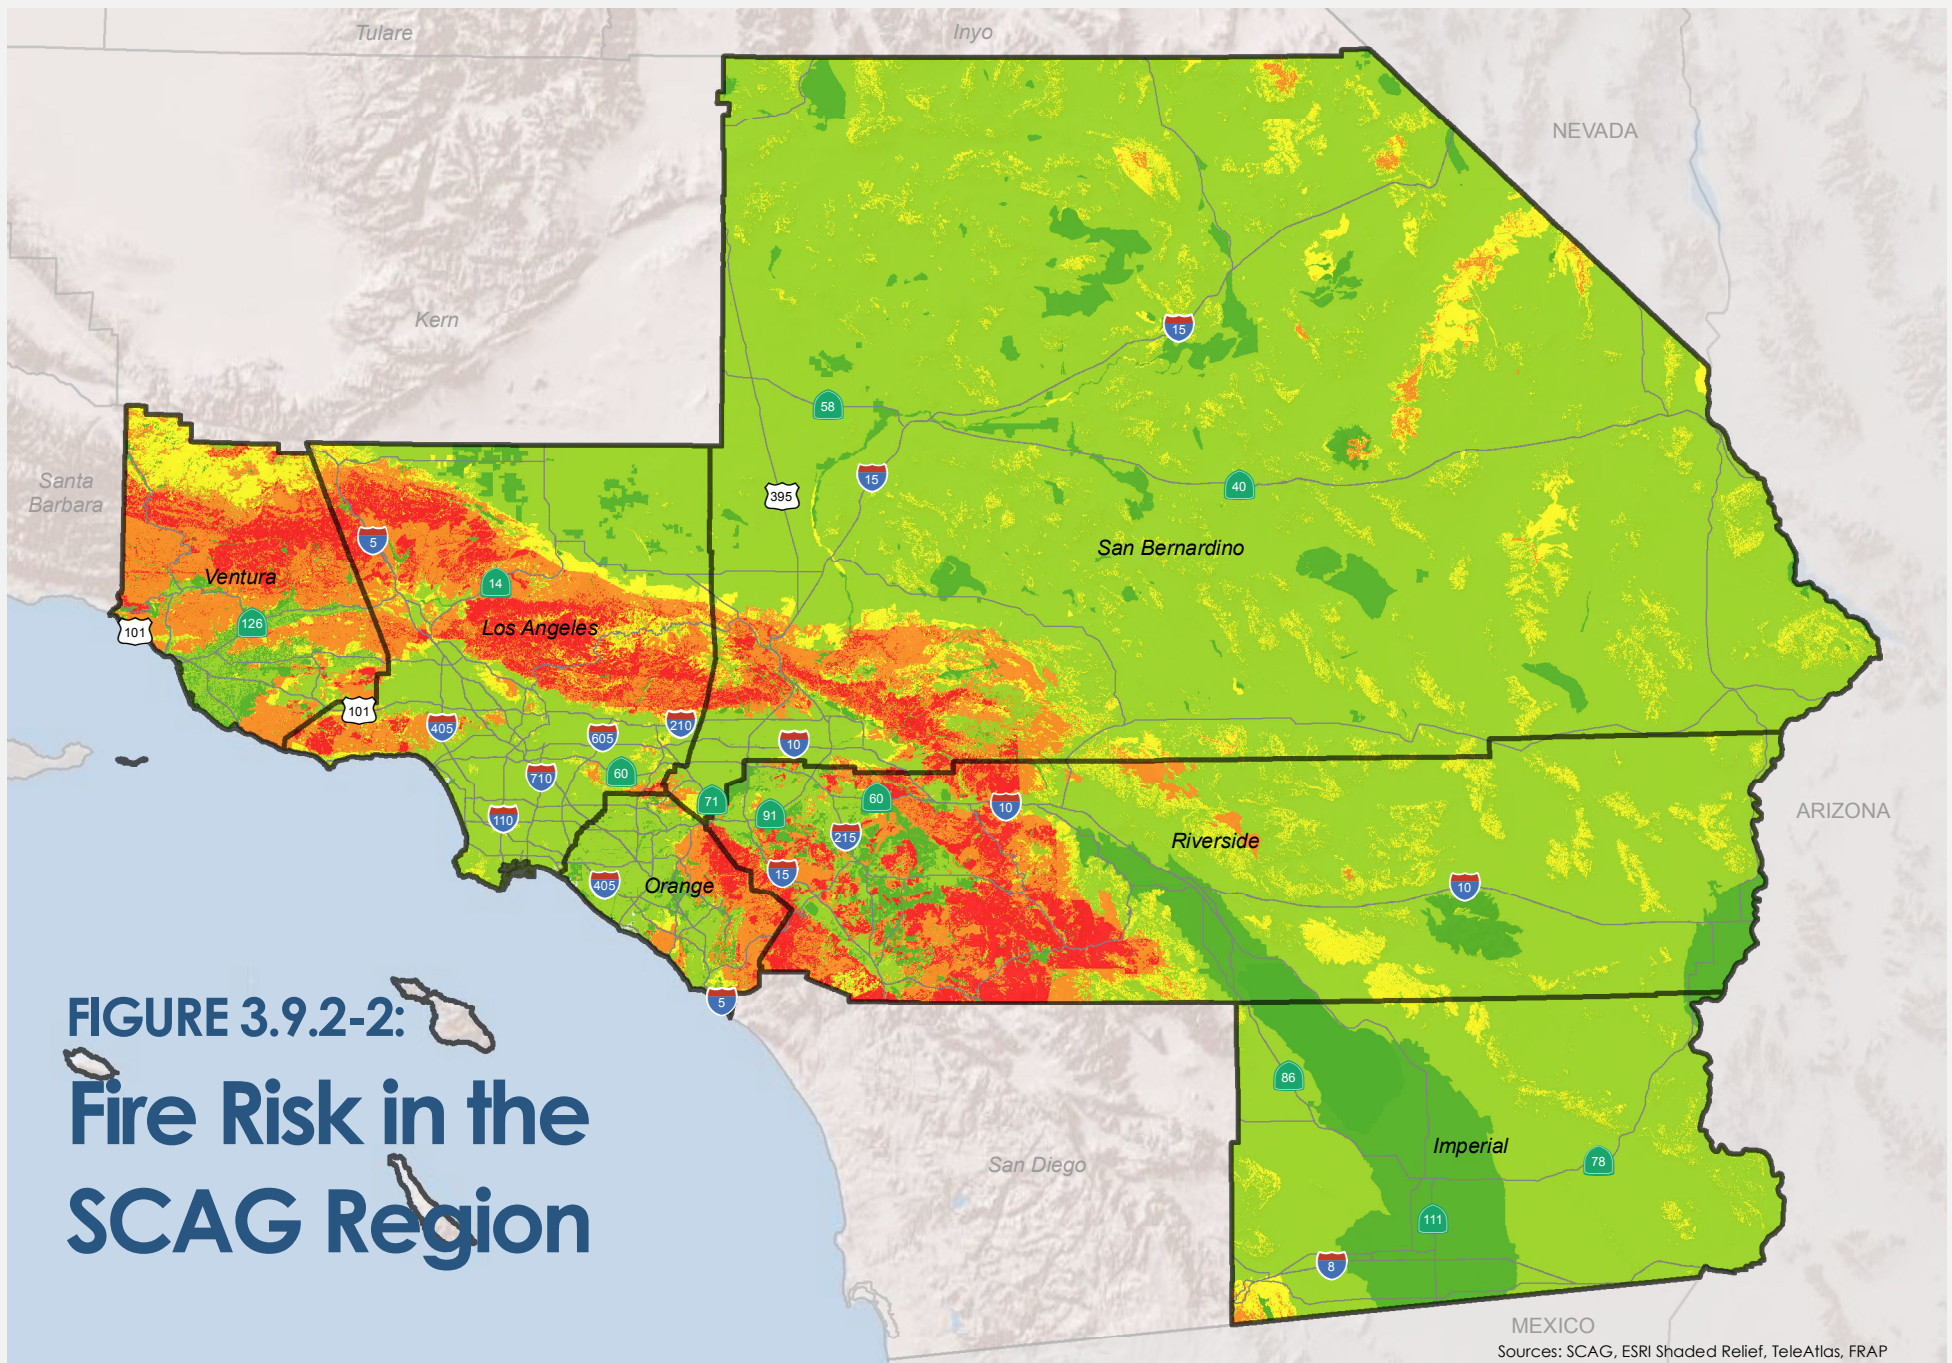 Tulare
Inyo
NEVADA
Kern
15
58
Santa
Barbara
395
15
40
5
San Bernardino
Ventura
14
126
Los Angeles
101
101
405
210
605
10
710
60
71
60
10
91
110
215
Riverside
ARIZONA
15
405
Orange
10
5
FIGURE 3.9.2-2:
Fire Risk in the
SCAG Region
86
Imperial
San Diego
78
111
8
MEXICO
Sources: SCAG, ESRI Shaded Relief, TeleAtlas, FRAP